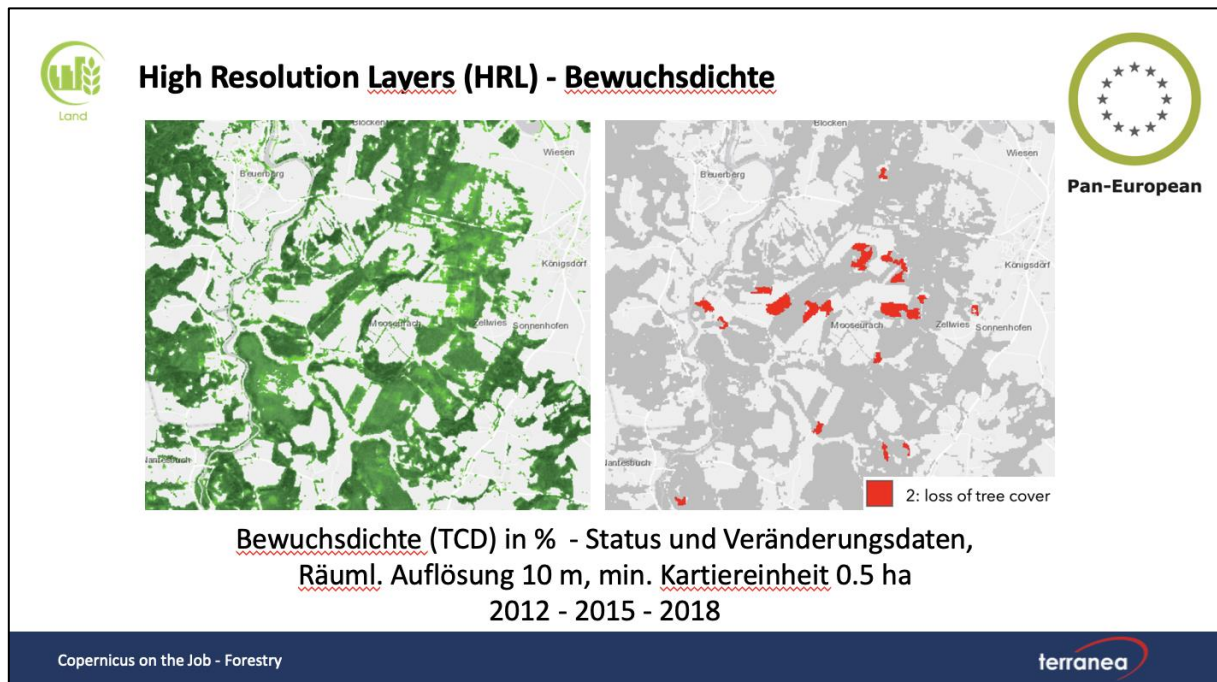 High Resolution Layers (HRL) - Bewuchsdichte
Land
Pan-European
Blocken
Wiesen
Beuerberg
Königsdorf
Mooseurach
Zellwies
Sonnenhofen
Nantesbuch
Blocken
Wiesen
Beuerberg
Königsdorf
Mooseurach
Zellwies
Sonnenhofen
Nantesbuch
2: loss of tree cover
Bewuchsdichte (TCD) in % - Status und Veränderungsdaten,
Räuml. Auflösung 10 m, min. Kartiereinheit 0.5 ha
2012 - 2015 - 2018
Copernicus on the Job - Forestry
terranea